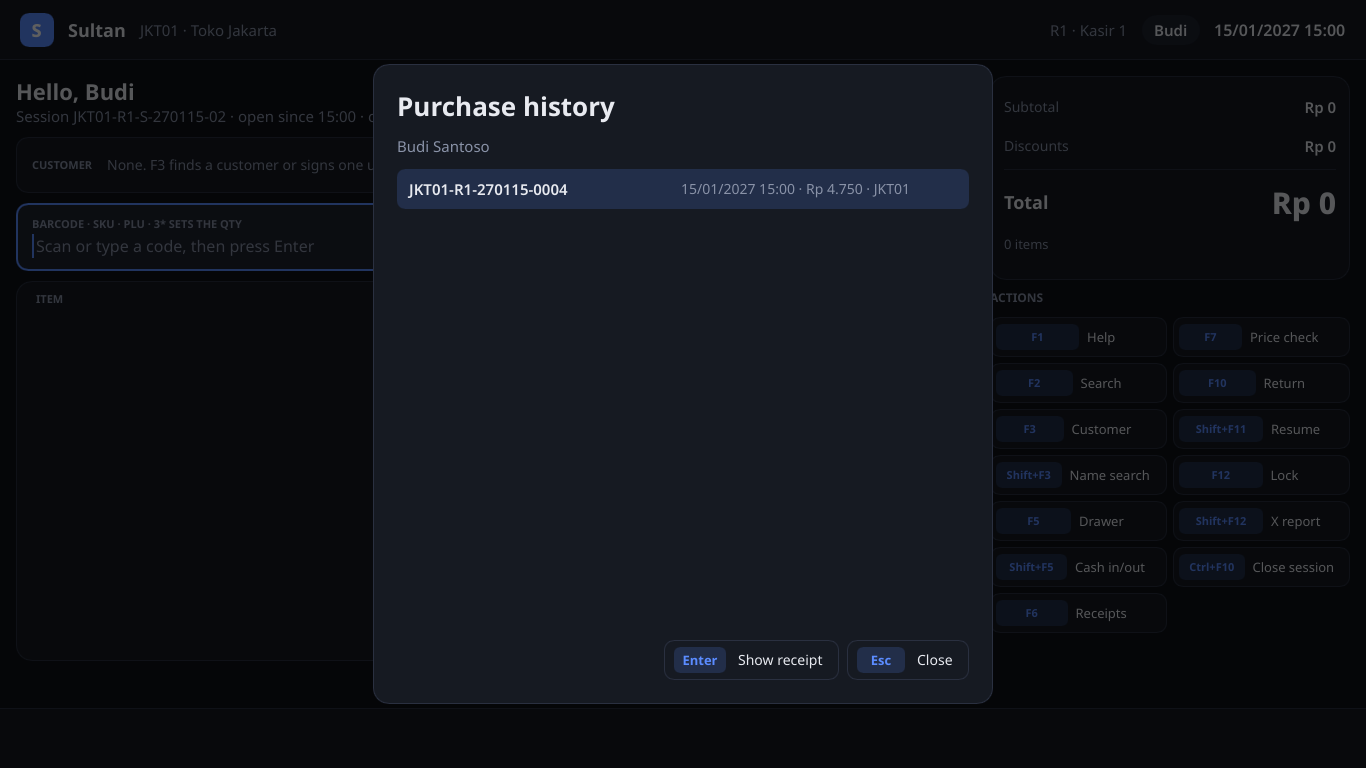 S Sultan JKT01 · Toko Jakarta R1 · Kasir 1 Budi 15/01/2027 15:00
Hello, Budi
Session JKT01-R1-S-270115-02 · open since 15:00 ·
CUSTOMER None. F3 finds a customer or signs one
BARCODE · SKU · PLU · 3* SETS THE QTY
Scan or type a code, then press Enter
ITEM
Purchase history
Budi Santoso
JKT01-R1-270115-0004 15/01/2027 15:00 · Rp 4.750 · JKT01
Enter Show receipt Esc Close
Subtotal Rp 0
Discounts Rp 0
Total Rp 0
0 items
ACTIONS
F1 Help F7 Price check
F2 Search F10 Return
F3 Customer Shift+F11 Resume
Shift+F3 Name search F12 Lock
F5 Drawer Shift+F12 X report
Shift+F5 Cash in/out Ctrl+F10 Close session
F6 Receipts